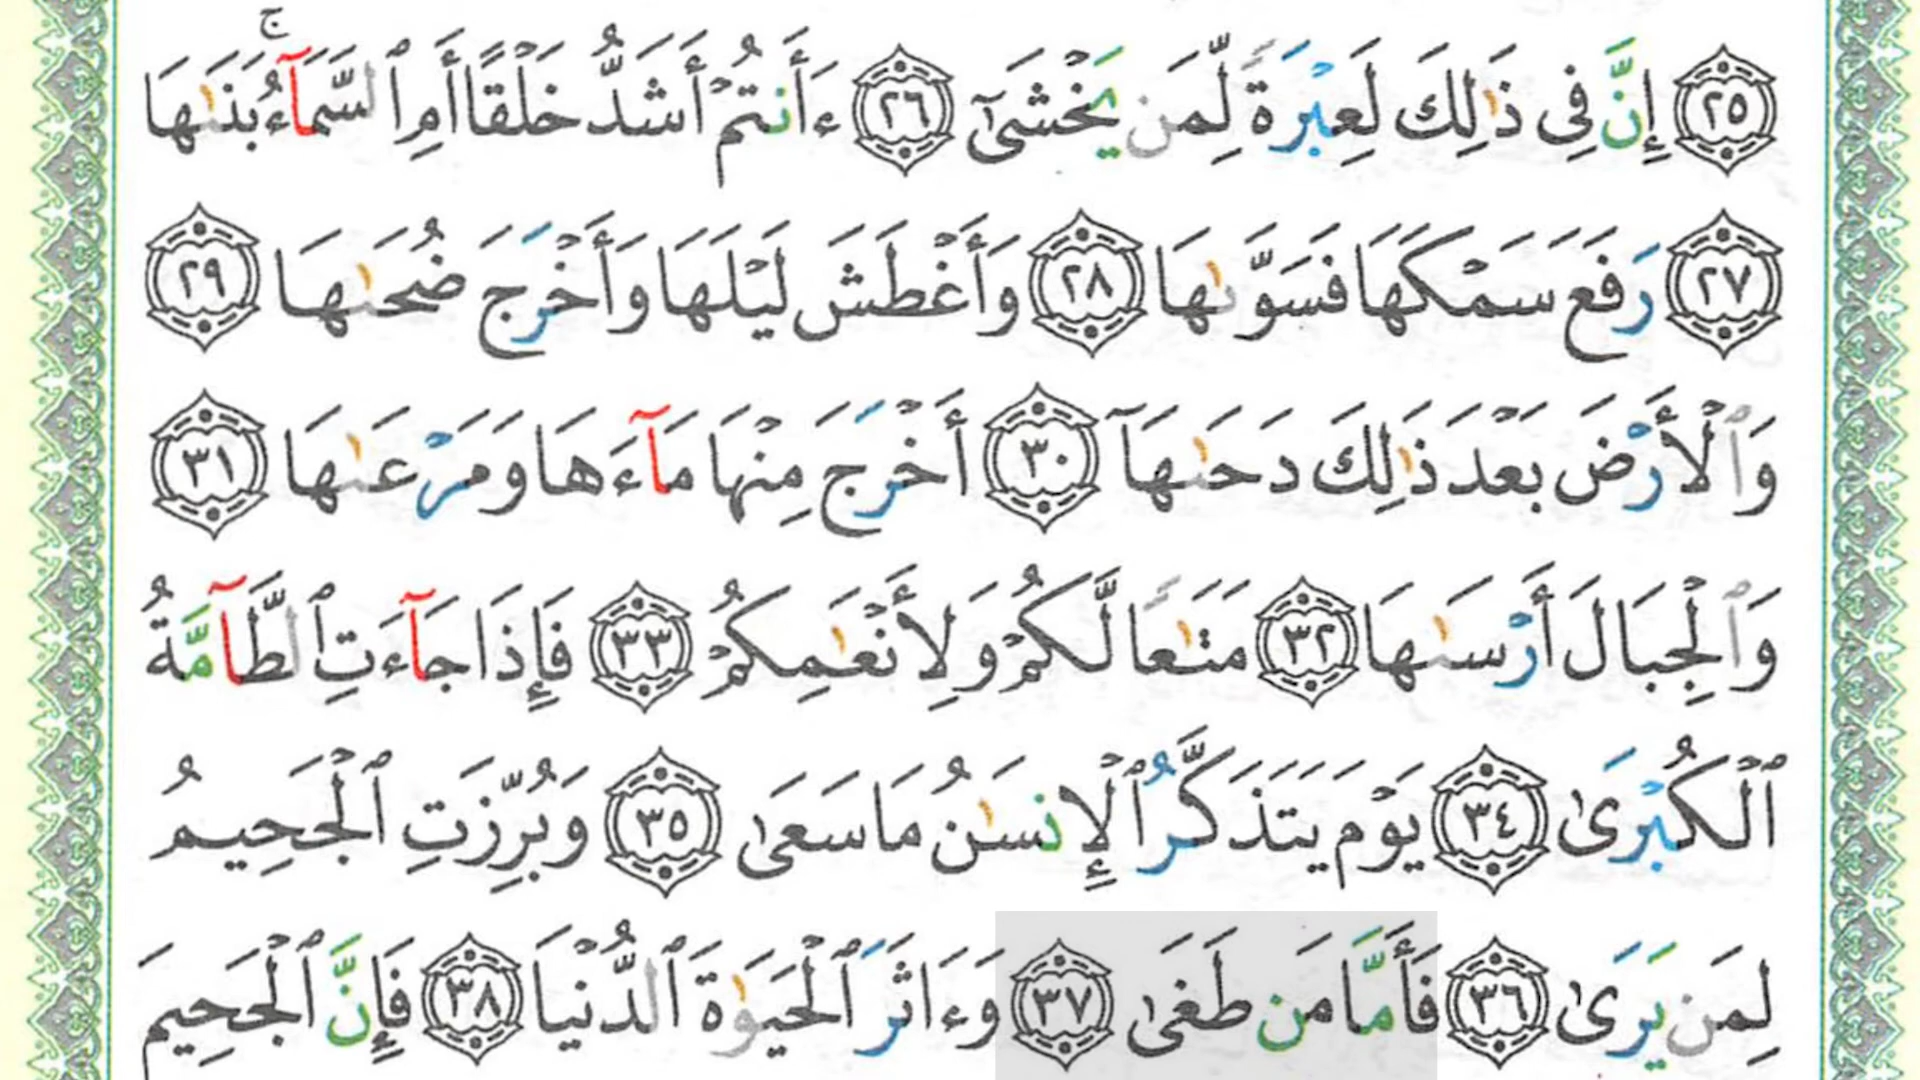 ٢٥ إِنَّ فِى ذَٰلِكَ لَعِبْرَةً لِّمَن يَخْشَىٰٓ ٢٦ ءَأَنتُمْ أَشَدُّ خَلْقًا أَمِ ٱلسَّمَآءُ ۚ بَنَىٰهَا
٢٧ رَفَعَ سَمْكَهَا فَسَوَّىٰهَا ٢٨ وَأَغْطَشَ لَيْلَهَا وَأَخْرَجَ ضُحَىٰهَا ٢٩
وَٱلْأَرْضَ بَعْدَ ذَٰلِكَ دَحَىٰهَآ ٣٠ أَخْرَجَ مِنْهَا مَآءَهَا وَمَرْعَىٰهَا ٣١
وَٱلْجِبَالَ أَرْسَىٰهَا ٣٢ مَتَٰعًا لَّكُمْ وَلِأَنْعَٰمِكُمْ ٣٣ فَإِذَا جَآءَتِ ٱلطَّآمَّةُ
ٱلْكُبْرَىٰ ٣٤ يَوْمَ يَتَذَكَّرُ ٱلْإِنسَٰنُ مَا سَعَىٰ ٣٥ وَبُرِّزَتِ ٱلْجَحِيمُ
لِمَن يَرَىٰ ٣٦ فَأَمَّا مَن طَغَىٰ ٣٧ وَءَاثَرَ ٱلْحَيَوٰةَ ٱلدُّنْيَا ٣٨ فَإِنَّ ٱلْجَحِيمَ